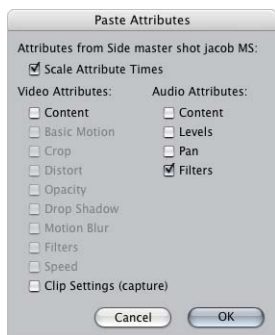 Paste Attributes
Attributes from Side master shot jacob MS:
Scale Attribute Times
Video Attributes:
Content
Basic Motion
Crop
Distort
Opacity
Drop Shadow
Motion Blur
Filters
Speed
Clip Settings (capture)
Audio Attributes:
Content
Levels
Pan
Filters
Cancel
OK